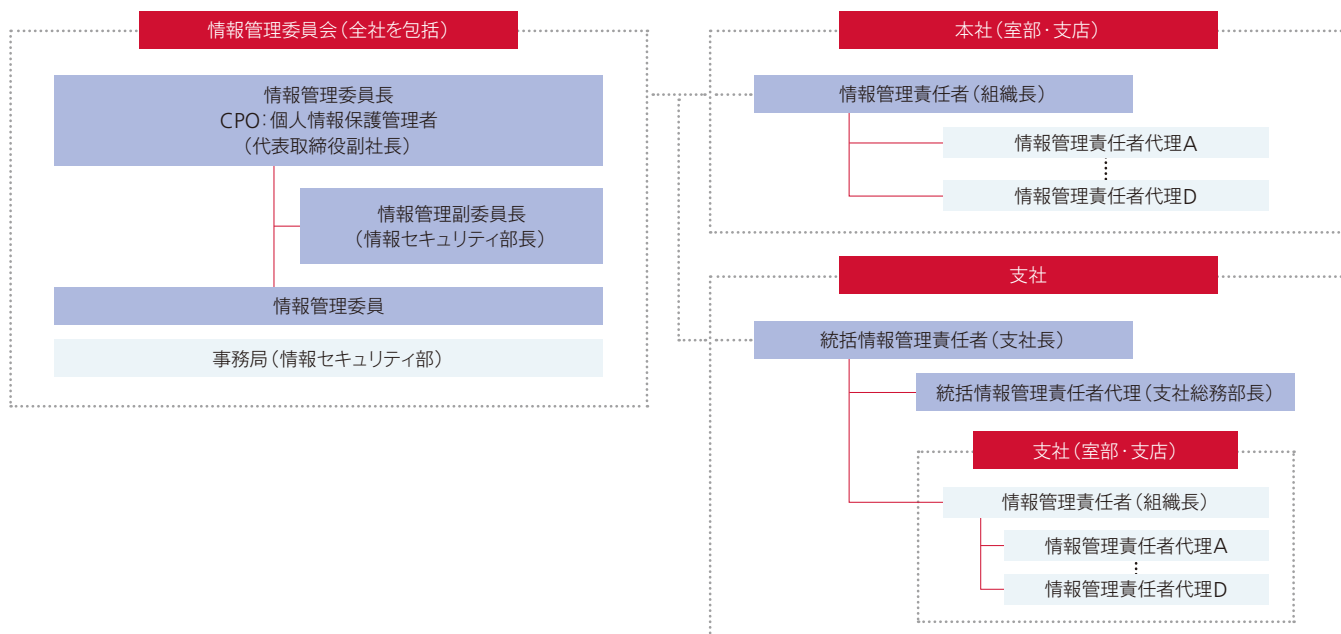 情報管理委員会（全社を包括）
情報管理委員長
CPO：個人情報保護管理者
（代表取締役副社長）
情報管理副委員長
（情報セキュリティ部長）
情報管理委員
事務局（情報セキュリティ部）
本社（室部・支店）
情報管理責任者（組織長）
情報管理責任者代理A
情報管理責任者代理D
支社
統括情報管理責任者（支社長）
統括情報管理責任者代理（支社総務部長）
支社（室部・支店）
情報管理責任者（組織長）
情報管理責任者代理A
情報管理責任者代理D